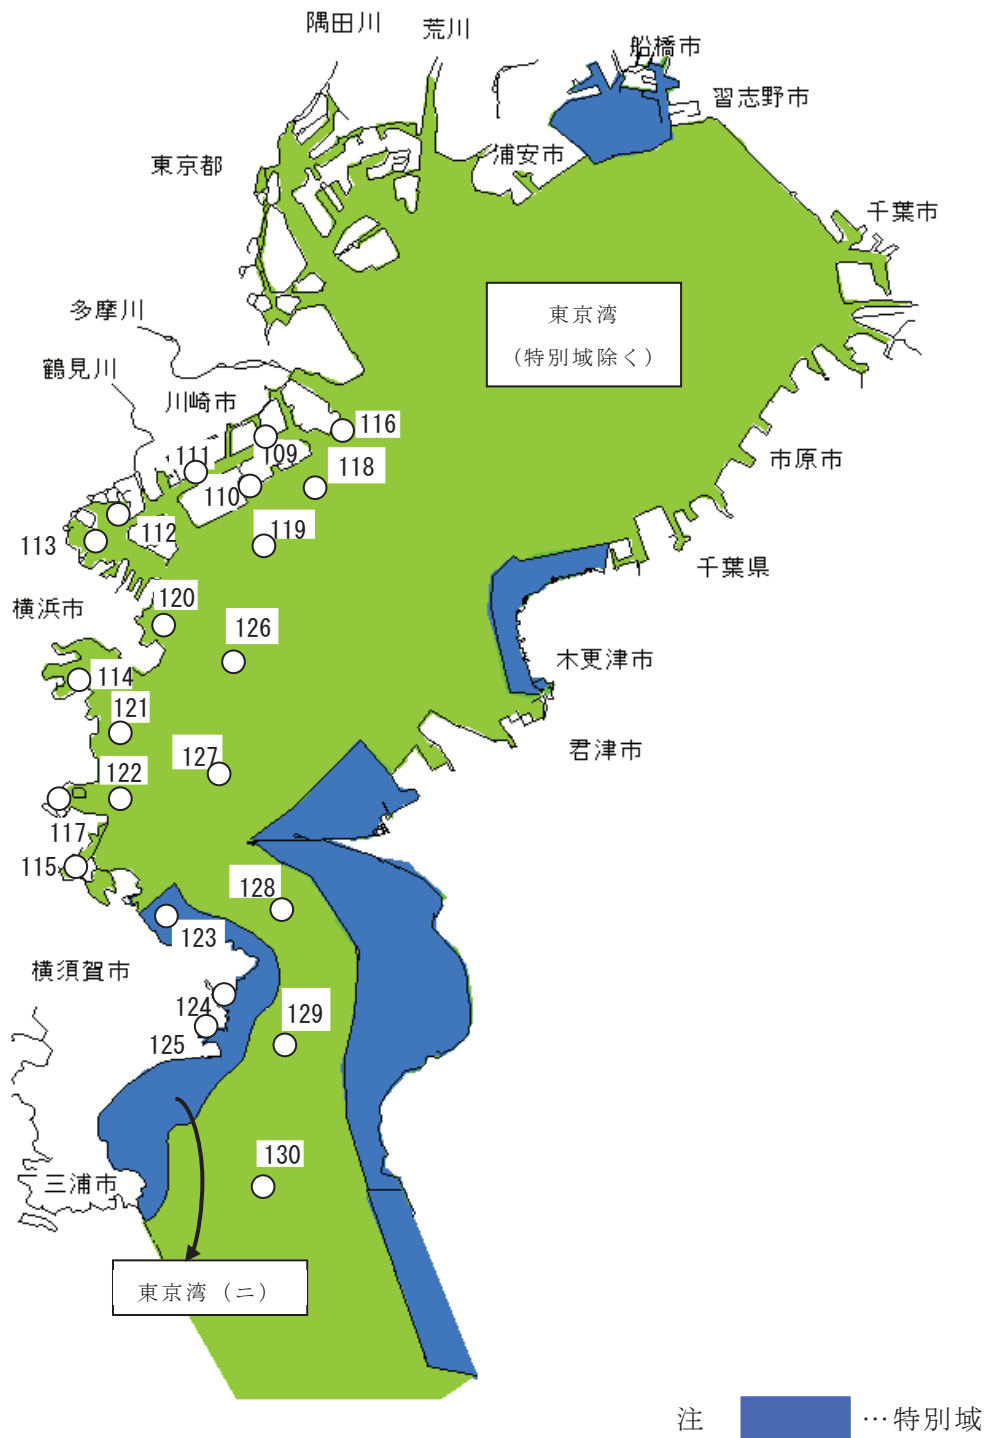 隅田川
荒川
船橋市
習志野市
浦安市
東京都
千葉市
東京湾
(特別域除く)
多摩川
鶴見川
川崎市
116
109
111
118
110
市原市
112
119
113
千葉県
120
横浜市
126
木更津市
114
121
君津市
127
122
117
115
128
123
横須賀市
124
129
125
130
三浦市
東京湾（ニ）
注 …特別域